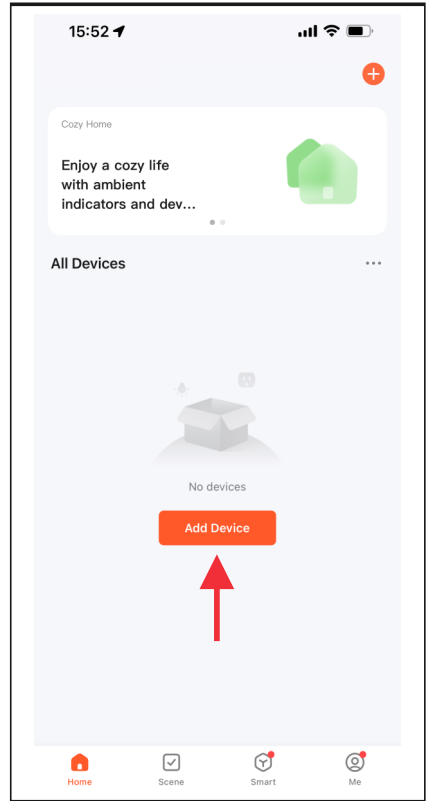 15:52
Cozy Home
Enjoy a cozy life
with ambient
indicators and dev...
All Devices
No devices
Add Device
Home Scene Smart Me